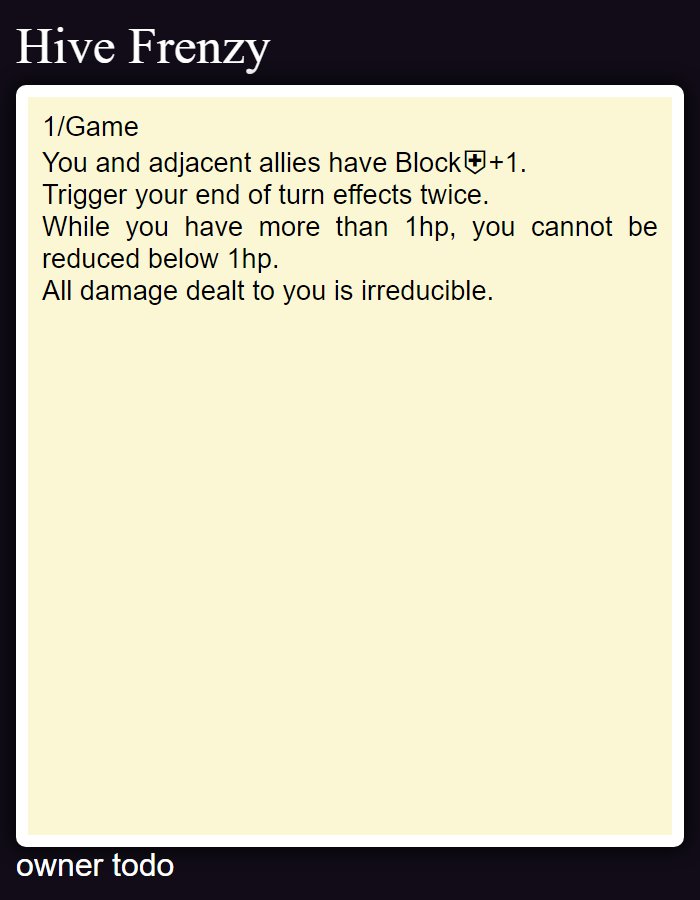 Hive Frenzy
1/Game
You and adjacent allies have Block⛨+1.
Trigger your end of turn effects twice.
While you have more than 1hp, you cannot be
reduced below 1hp.
All damage dealt to you is irreducible.
owner todo